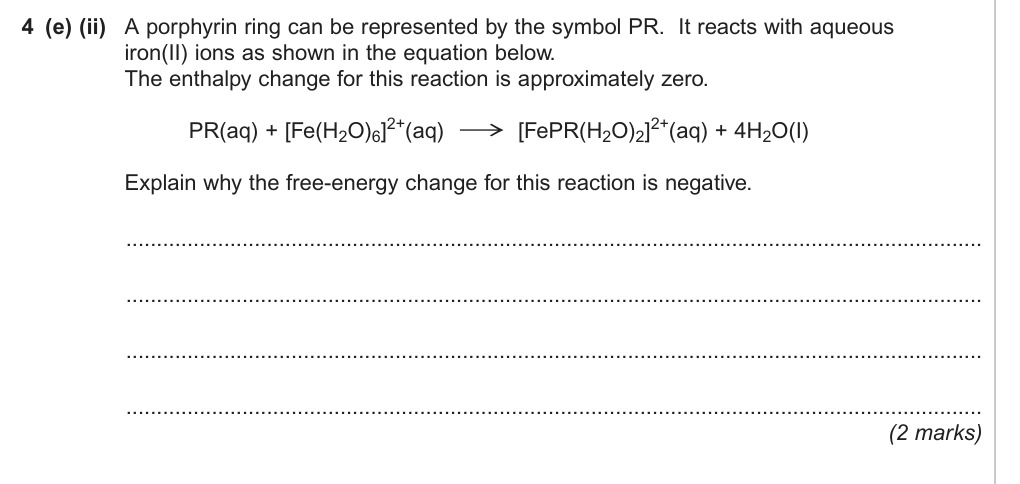 4 (e) (ii) A porphyrin ring can be represented by the symbol PR. It reacts with aqueous
iron(II) ions as shown in the equation below.
The enthalpy change for this reaction is approximately zero.
PR(aq) + [Fe(H₂O)₆]²⁺(aq) ⟶ [FePR(H₂O)₂]²⁺(aq) + 4H₂O(l)
Explain why the free-energy change for this reaction is negative.
(2 marks)